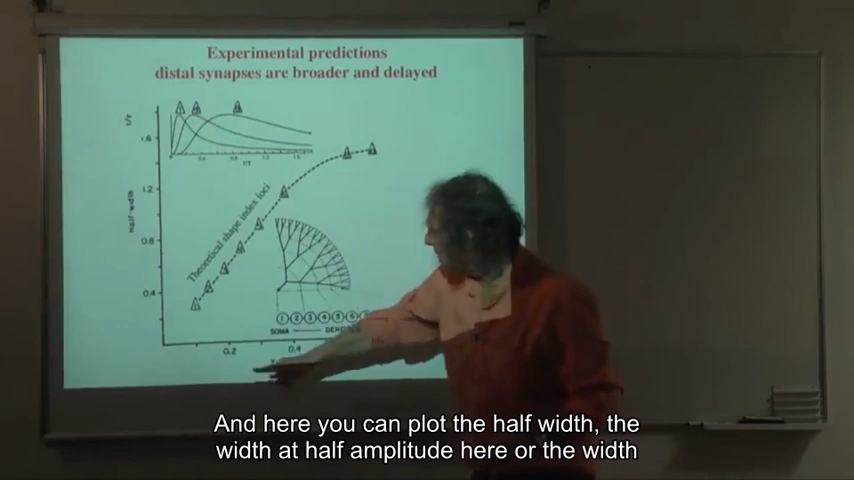 Experimental predictions
distal synapses are broader and delayed
t/τ
1.6
1.2
0.8
0.4
Half-width
Theoretical shape index loci
SOMA
0.2
0.4
And here you can plot the half width, the
width at half amplitude here or the width